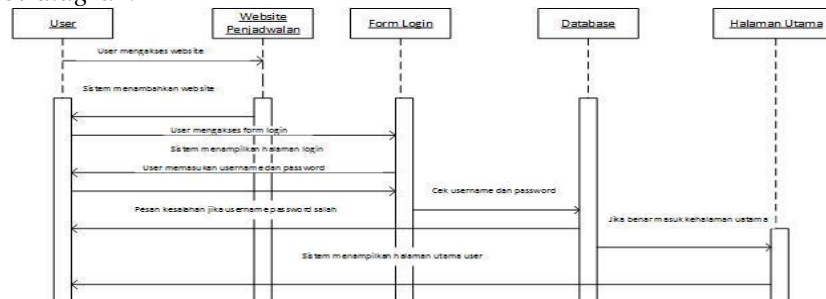 User
Website
Penjadwalan
Form Login
Database
Halaman Utama
User mengakses website
Sistem menambahkan website
User mengakses form login
Sistem menampilkan halaman login
User memasukan username dan password
Cek username dan password
Pesan kesalahan jika username password salah
Jika benar masuk kehalaman uatama
Sistem menampilkan halaman utama user